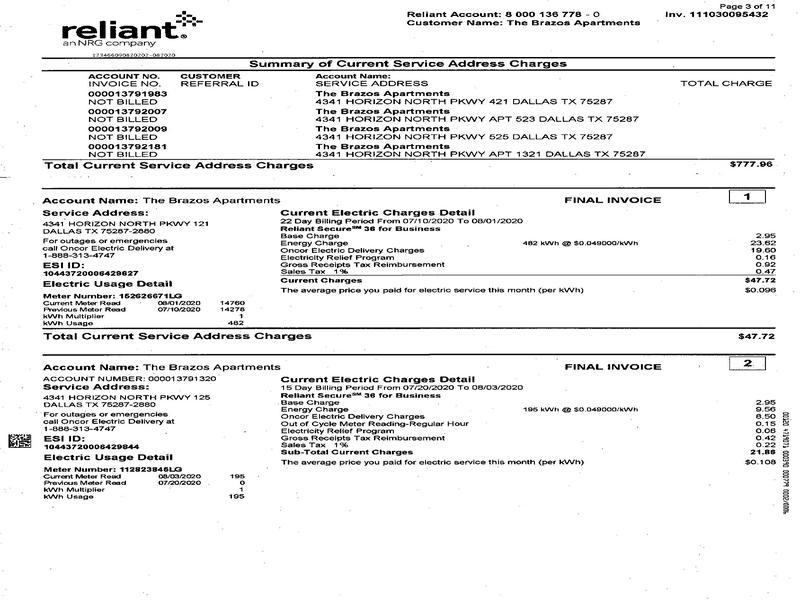 Page 3 of 11
Reliant Account: 8 000 136 778 - 0 Inv. 111030095432
Customer Name: The Brazos Apartments
reliant
an NRG company
Summary of Current Service Address Charges
ACCOUNT NO. CUSTOMER Account Name:
INVOICE NO. REFERRAL ID SERVICE ADDRESS TOTAL CHARGE
000013791983 The Brazos Apartments
NOT BILLED 4341 HORIZON NORTH PKWY 421 DALLAS TX 75287
000013792007 The Brazos Apartments
NOT BILLED 4341 HORIZON NORTH PKWY APT 523 DALLAS TX 75287
000013792009 The Brazos Apartments
NOT BILLED 4341 HORIZON NORTH PKWY 525 DALLAS TX 75287
000013792181 The Brazos Apartments
NOT BILLED 4341 HORIZON NORTH PKWY APT 1321 DALLAS TX 75287
Total Current Service Address Charges $777.96
Account Name: The Brazos Apartments FINAL INVOICE 1
Service Address:
4341 HORIZON NORTH PKWY 121
DALLAS TX 75287-2880
For outages or emergencies
call Oncor Electric Delivery at
1-888-313-4747
ESI ID:
10443720006429627
Electric Usage Detail
Meter Number: 152626671LG
Current Meter Read 08/01/2020 14760
Previous Meter Read 07/10/2020 14278
kWh Multiplier 1
kWh Usage 482
Current Electric Charges Detail
22 Day Billing Period From 07/10/2020 To 08/01/2020
Reliant Secure℠ 36 for Business
Base Charge 2.95
Energy Charge 482 kWh @ $0.049000/kWh 23.62
Oncor Electric Delivery Charges 19.60
Electricity Relief Program 0.16
Gross Receipts Tax Reimbursement 0.92
Sales Tax 1% 0.47
Current Charges $47.72
The average price you paid for electric service this month (per kWh) $0.096
Total Current Service Address Charges $47.72
Account Name: The Brazos Apartments FINAL INVOICE 2
ACCOUNT NUMBER: 000013791320
Service Address:
4341 HORIZON NORTH PKWY 125
DALLAS TX 75287-2880
For outages or emergencies
call Oncor Electric Delivery at
1-888-313-4747
ESI ID:
10443720006429844
Electric Usage Detail
Meter Number: 112823846LG
Current Meter Read 08/03/2020 195
Previous Meter Read 07/20/2020 0
kWh Multiplier 1
kWh Usage 195
Current Electric Charges Detail
15 Day Billing Period From 07/20/2020 To 08/03/2020
Reliant Secure℠ 36 for Business
Base Charge 2.95
Energy Charge 195 kWh @ $0.049000/kWh 9.56
Oncor Electric Delivery Charges 8.50
Out of Cycle Meter Reading-Regular Hour 0.15
Electricity Relief Program 0.06
Gross Receipts Tax Reimbursement 0.42
Sales Tax 1% 0.22
Sub-Total Current Charges 21.86
The average price you paid for electric service this month (per kWh) $0.108